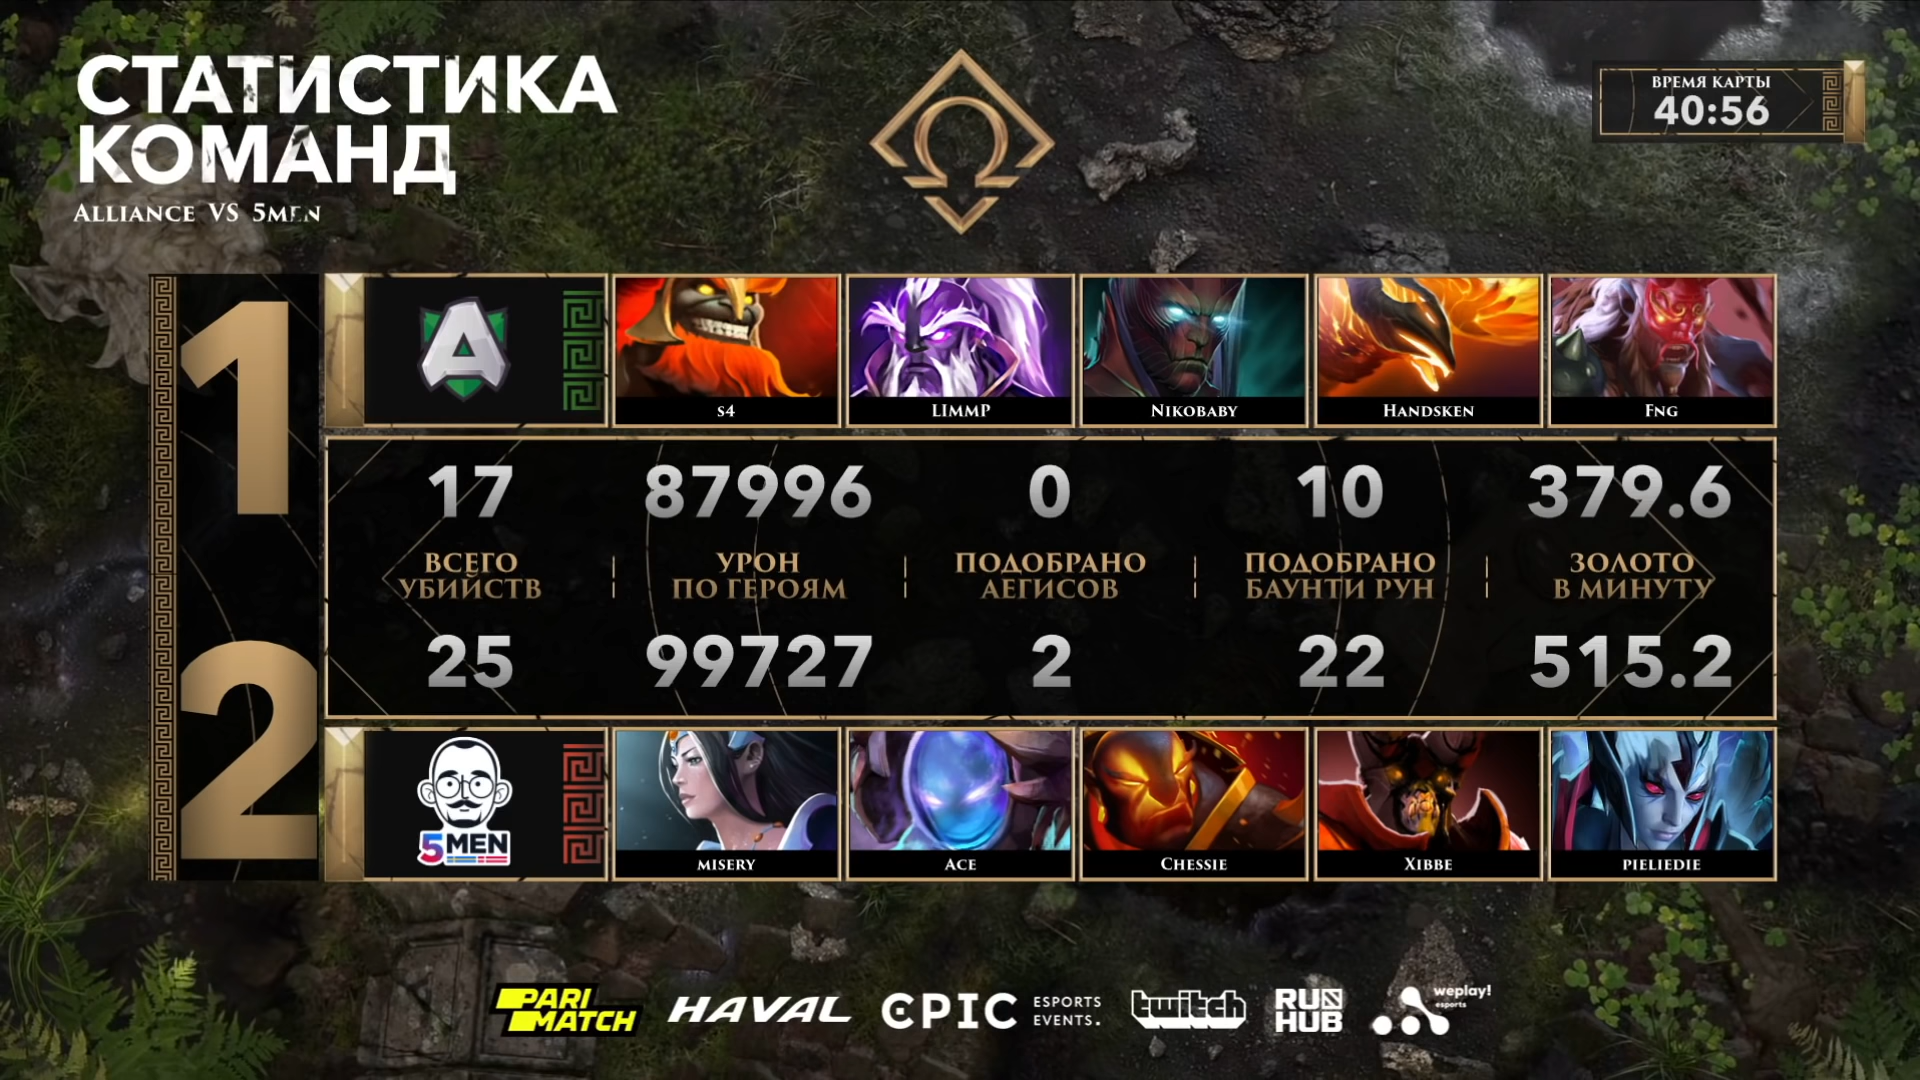 СТАТИСТИКА
КОМАНД
ALLIANCE VS 5MEN
ВРЕМЯ КАРТЫ
40:56
1
S4
LIMMP
NIKOBABY
HANDSKEN
FNG
17
87996
0
10
379.6
ВСЕГО
УБИЙСТВ
УРОН
ПО ГЕРОЯМ
ПОДОБРАНО
АЕГИСОВ
ПОДОБРАНО
БАУНТИ РУН
ЗОЛОТО
В МИНУТУ
25
99727
2
22
515.2
2
5MEN
MISERY
ACE
CHESSIE
XIBBE
PIELIEDIE
PARI
MATCH
HAVAL
EPIC ESPORTS
EVENTS.
twitch
RU
HUB
weplay!
esports